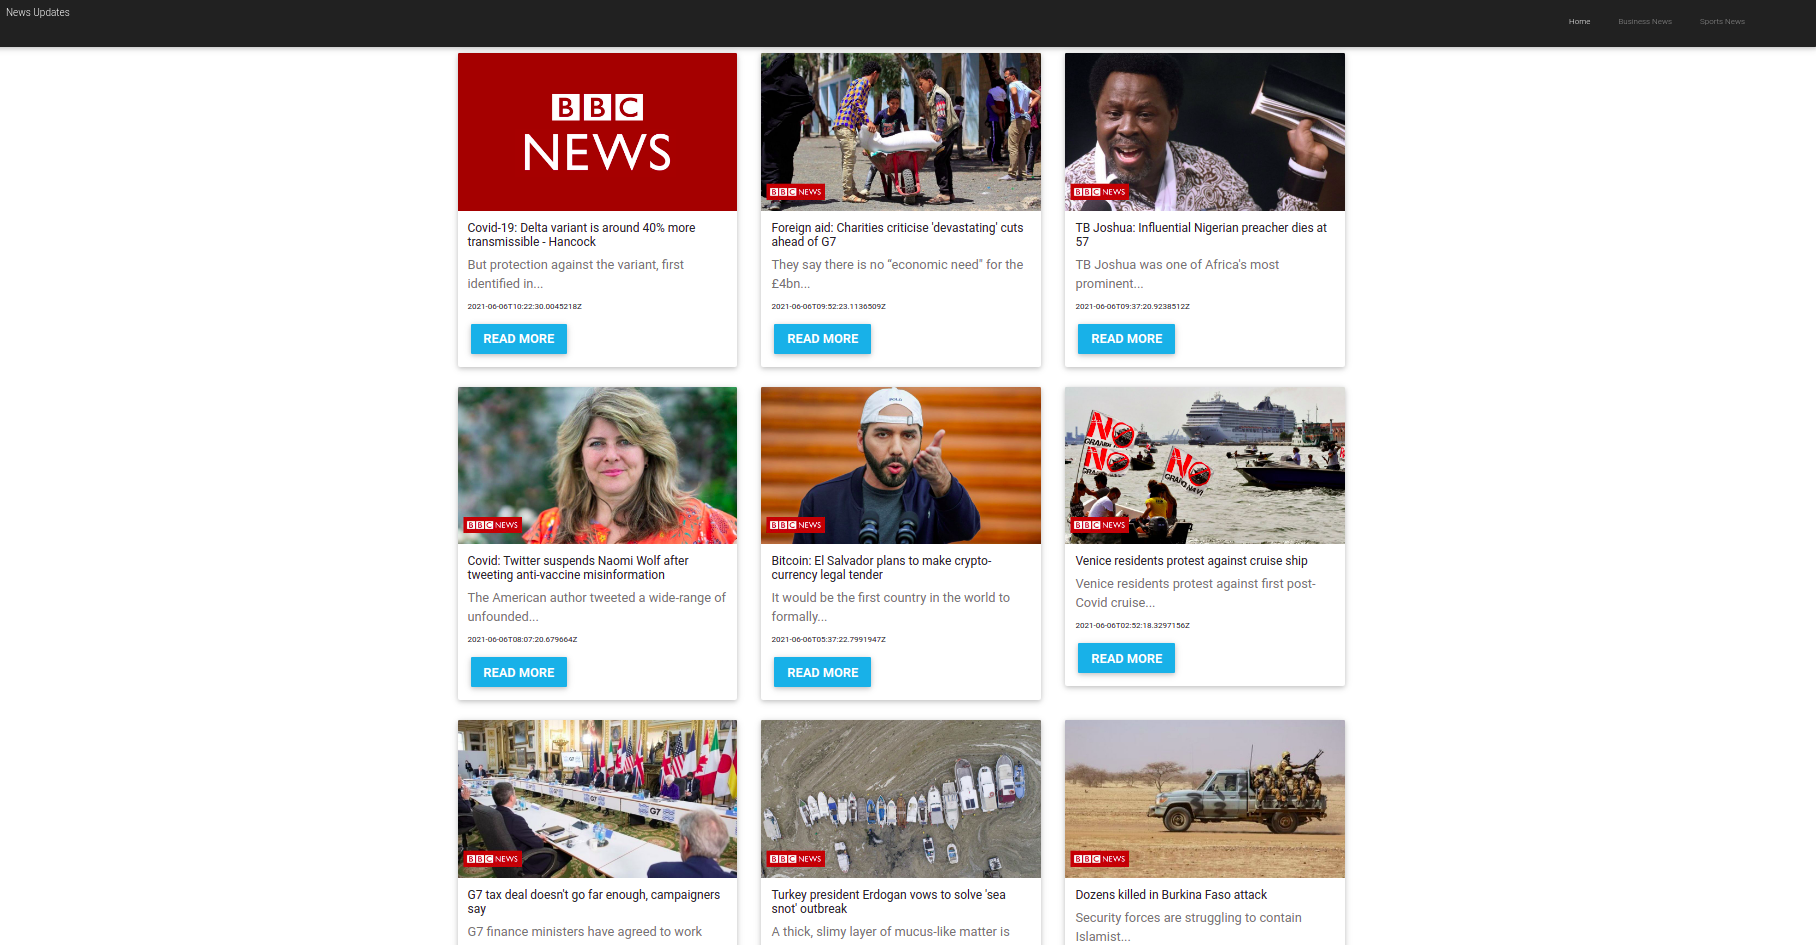 News Updates
Home
Business News
Sports News
BBC
NEWS
BBC NEWS
BBC NEWS
Covid-19: Delta variant is around 40% more
transmissible - Hancock
But protection against the variant, first
identified in...
2021-06-06T10:22:30.0045218Z
READ MORE
Foreign aid: Charities criticise 'devastating' cuts
ahead of G7
They say there is no “economic need" for the
£4bn...
2021-06-06T09:52:23.1136509Z
READ MORE
TB Joshua: Influential Nigerian preacher dies at
57
TB Joshua was one of Africa's most
prominent...
2021-06-06T09:37:20.9238512Z
READ MORE
BBC NEWS
BBC NEWS
NO
NO
NO
GRANDI NAVI
BBC NEWS
Covid: Twitter suspends Naomi Wolf after
tweeting anti-vaccine misinformation
The American author tweeted a wide-range of
unfounded...
2021-06-06T08:07:20.679664Z
READ MORE
Bitcoin: El Salvador plans to make crypto-
currency legal tender
It would be the first country in the world to
formally...
2021-06-06T05:37:22.7991947Z
READ MORE
Venice residents protest against cruise ship
Venice residents protest against first post-
Covid cruise...
2021-06-06T02:52:18.3297156Z
READ MORE
G7
BBC NEWS
BBC NEWS
BBC NEWS
G7 tax deal doesn't go far enough, campaigners
say
G7 finance ministers have agreed to work
Turkey president Erdogan vows to solve 'sea
snot' outbreak
A thick, slimy layer of mucus-like matter is
Dozens killed in Burkina Faso attack
Security forces are struggling to contain
Islamist...